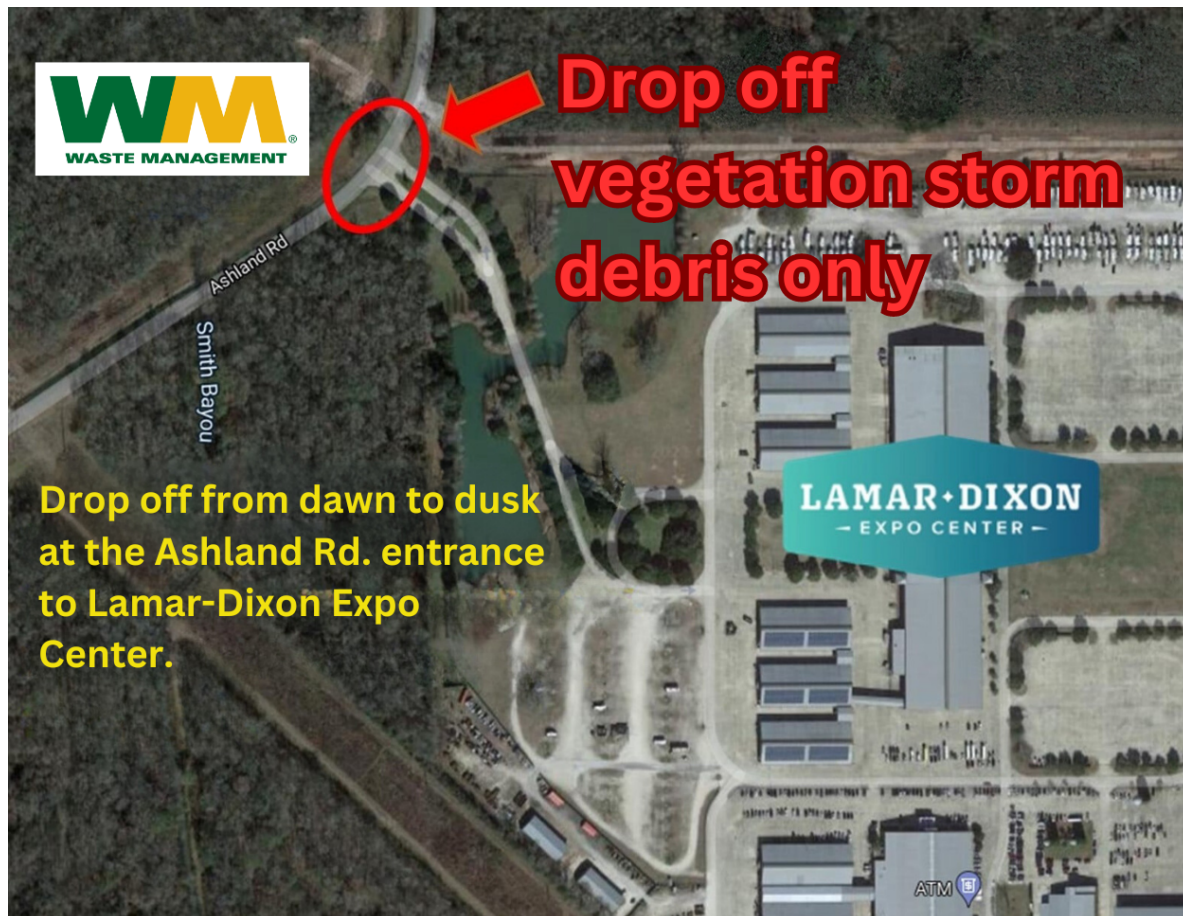 WM®
WASTE MANAGEMENT
Drop off
vegetation storm
debris only
Ashland Rd
Smith Bayou
LAMAR DIXON
EXPO CENTER
Drop off from dawn to dusk
at the Ashland Rd. entrance
to Lamar-Dixon Expo
Center.
ATM